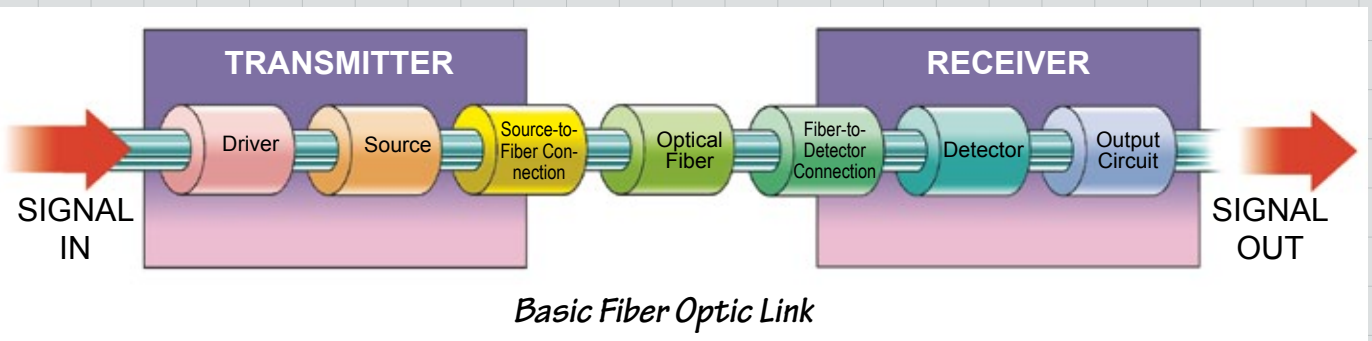 TRANSMITTER
RECEIVER
Driver
Source
Source-to-
Fiber Con-
nection
Optical
Fiber
Fiber-to-
Detector
Connection
Detector
Output
Circuit
SIGNAL
IN
SIGNAL
OUT
Basic Fiber Optic Link